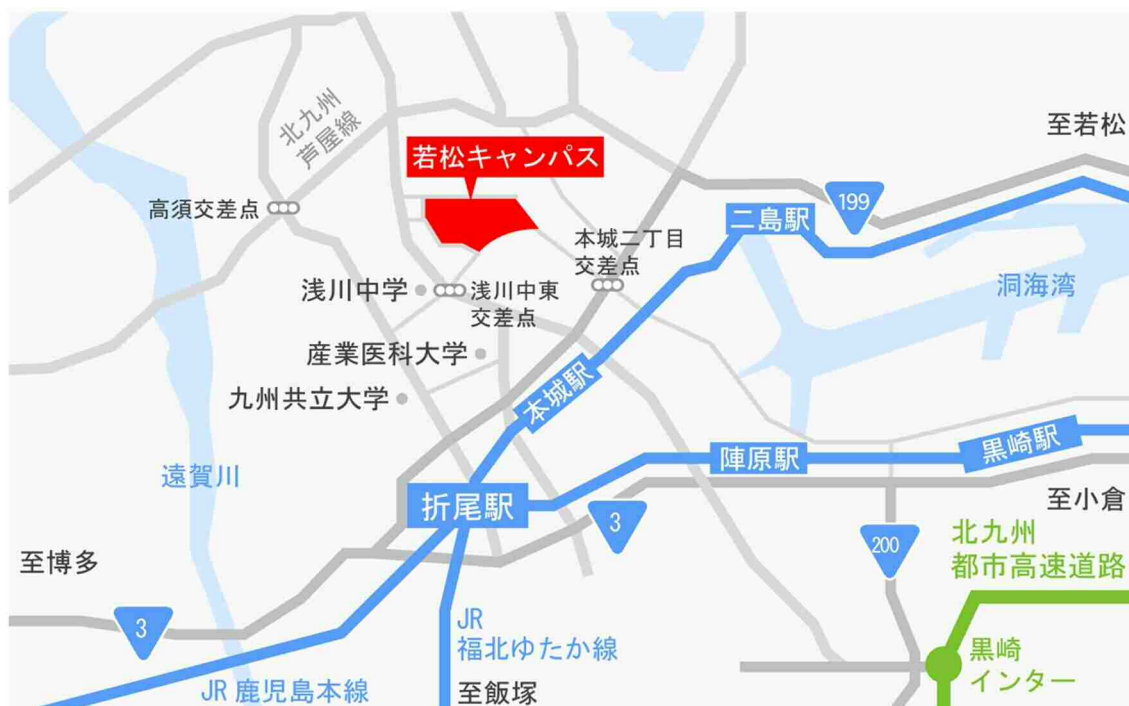 至若松
北九州
芦屋線
若松キャンパス
199
高須交差点
二島駅
本城二丁目
交差点
浅川中学
浅川中東
交差点
洞海湾
産業医科大学
九州共立大学
本城駅
遠賀川
陣原駅
黒崎駅
折尾駅
至小倉
3
200
北九州
都市高速道路
至博多
3
JR
福北ゆたか線
黒崎
インター
JR 鹿児島本線
至飯塚